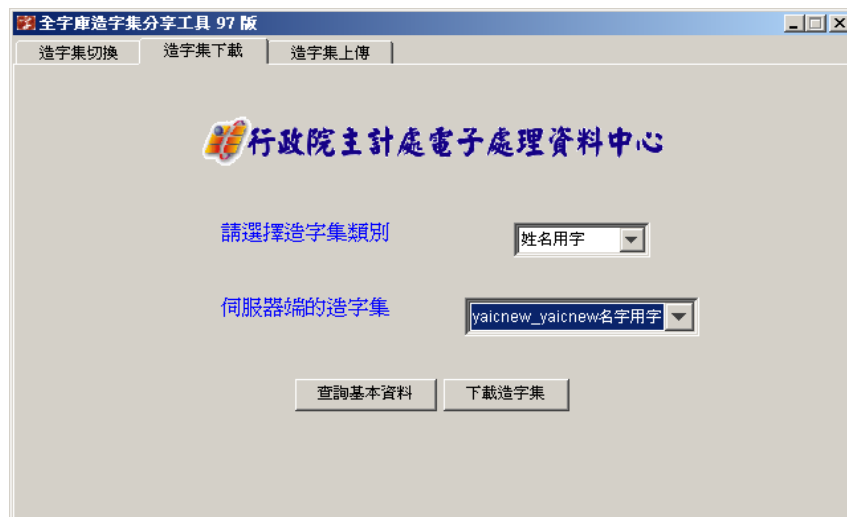 全字庫造字集分享工具 97 版
造字集切換 造字集下載 造字集上傳
行政院主計處電子處理資料中心
請選擇造字集類別 姓名用字
伺服器端的造字集 yaicnew_yaicnew名字用字
查詢基本資料 下載造字集